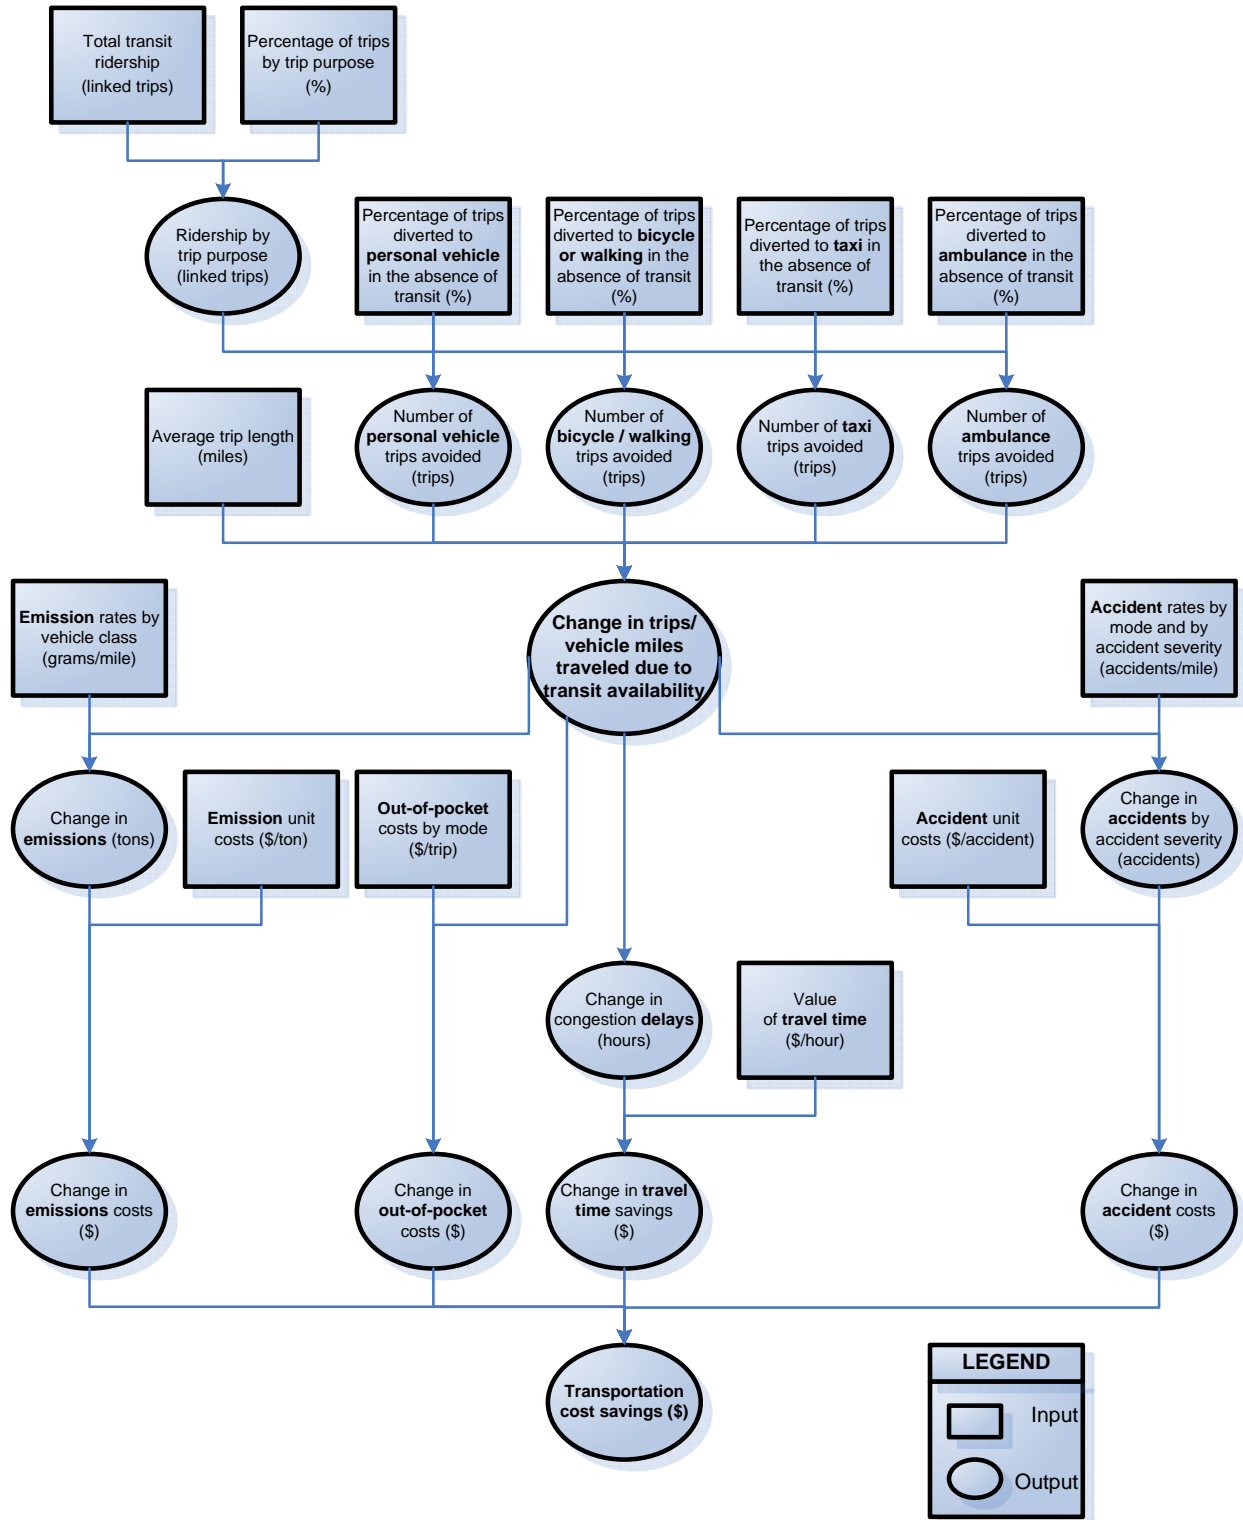 Total transit
ridership
(linked trips)
Percentage of trips
by trip purpose
(%)
Ridership by
trip purpose
(linked trips)
Percentage of trips
diverted to
personal vehicle
in the absence of
transit (%)
Percentage of trips
diverted to bicycle
or walking in the
absence of transit
(%)
Percentage of trips
diverted to taxi in
the absence of
transit (%)
Percentage of trips
diverted to
ambulance in the
absence of transit
(%)
Average trip length
(miles)
Number of
personal vehicle
trips avoided
(trips)
Number of
bicycle / walking
trips avoided
(trips)
Number of taxi
trips avoided
(trips)
Number of
ambulance
trips avoided
(trips)
Emission rates by
vehicle class
(grams/mile)
Change in trips/
vehicle miles
traveled due to
transit availability
Accident rates by
mode and by
accident severity
(accidents/mile)
Change in
emissions (tons)
Emission unit
costs ($/ton)
Out-of-pocket
costs by mode
($/trip)
Accident unit
costs ($/accident)
Change in
accidents by
accident severity
(accidents)
Change in
congestion delays
(hours)
Value
of travel time
($/hour)
Change in
emissions costs
($)
Change in
out-of-pocket
costs ($)
Change in travel
time savings
($)
Change in
accident costs
($)
Transportation
cost savings ($)
LEGEND
Input
Output